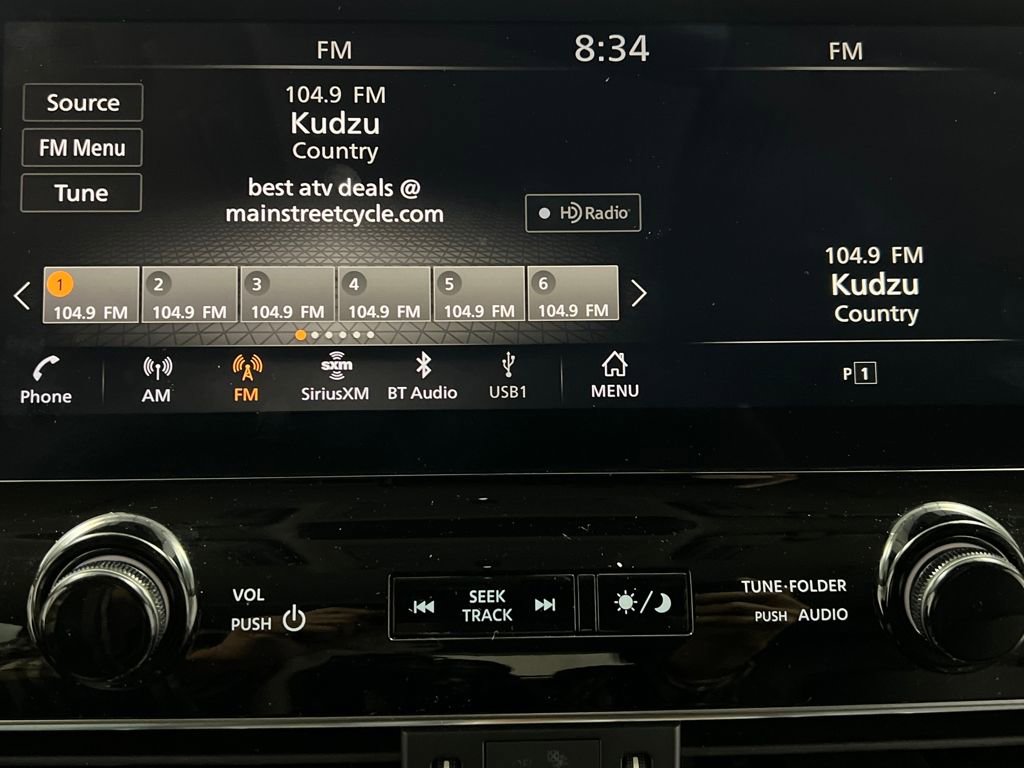 FM
8:34
FM
Source
FM Menu
Tune
104.9 FM
Kudzu
Country
best atv deals @
mainstreetcycle.com
HD Radio
104.9 FM
Kudzu
Country
1
104.9 FM
2
104.9 FM
3
104.9 FM
4
104.9 FM
5
104.9 FM
6
104.9 FM
Phone
AM
FM
sxm
SiriusXM
BT Audio
USB1
MENU
P 1
VOL
PUSH
SEEK
TRACK
TUNE·FOLDER
PUSH AUDIO